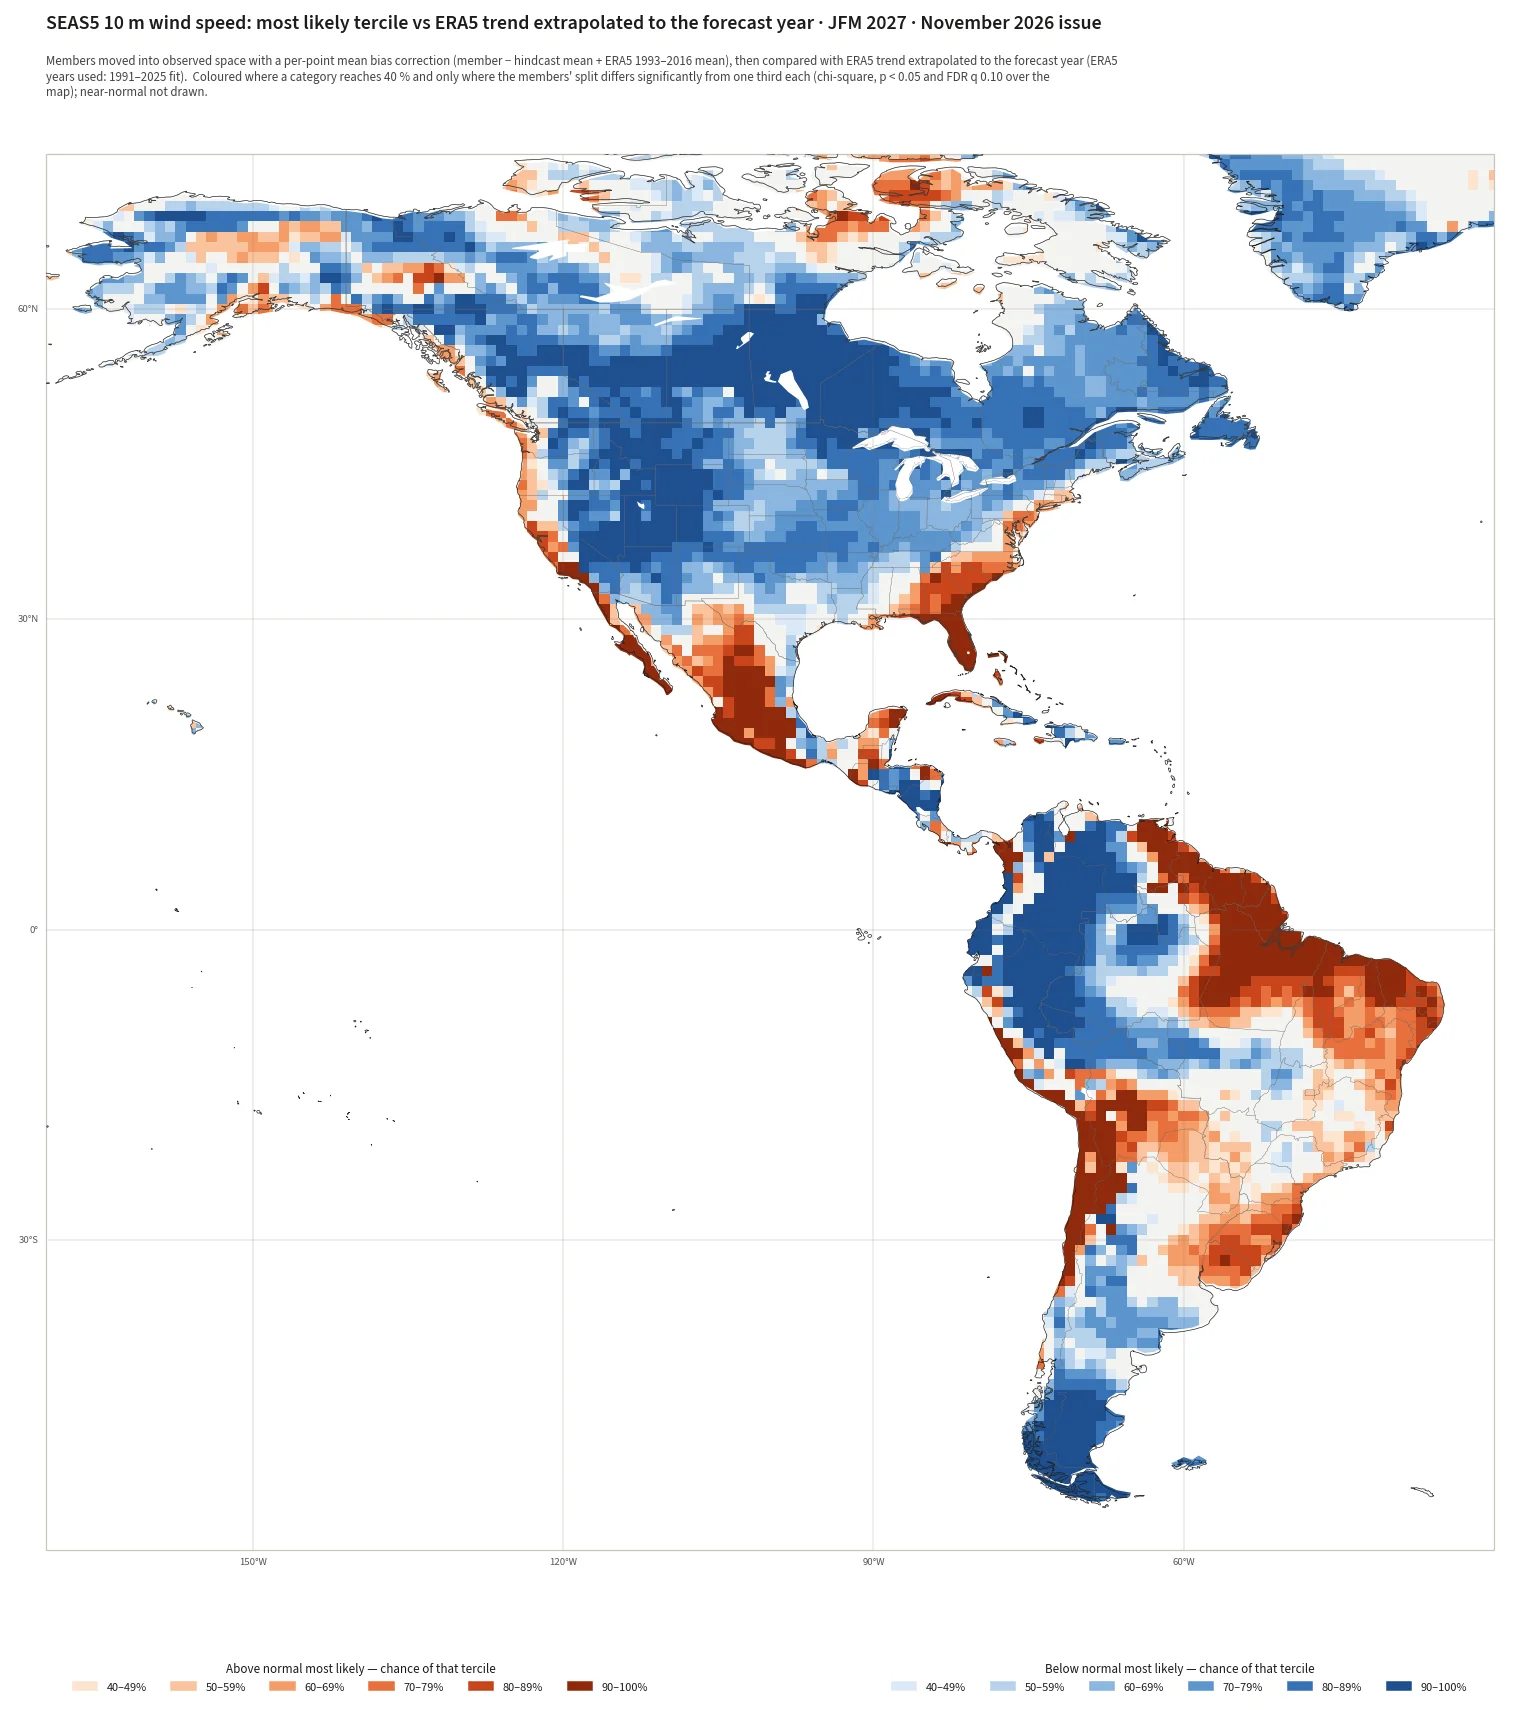 SEAS5 10 m wind speed: most likely tercile vs ERA5 trend extrapolated to the forecast year · JFM 2027 · November 2026 issue
Members moved into observed space with a per-point mean bias correction (member − hindcast mean + ERA5 1993–2016 mean), then compared with ERA5 trend extrapolated to the forecast year (ERA5
years used: 1991–2025 fit). Coloured where a category reaches 40 % and only where the members' split differs significantly from one third each (chi-square, p < 0.05 and FDR q 0.10 over the
map); near-normal not drawn.
60°N
30°N
0°
30°S
150°W 120°W 90°W 60°W
Above normal most likely — chance of that tercile
40–49% 50–59% 60–69% 70–79% 80–89% 90–100%
Below normal most likely — chance of that tercile
40–49% 50–59% 60–69% 70–79% 80–89% 90–100%